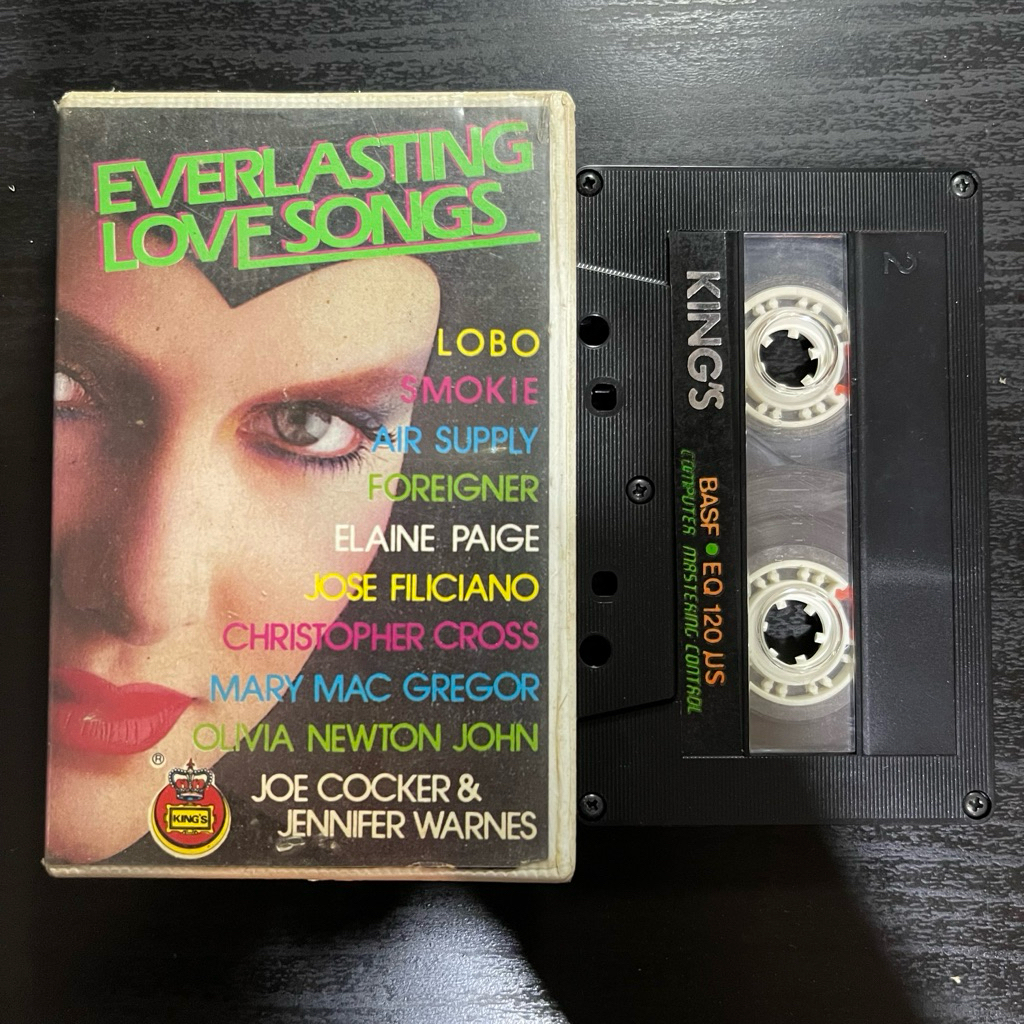 EVERLASTING
LOVE SONGS
LOBO
SMOKIE
AIR SUPPLY
FOREIGNER
ELAINE PAIGE
JOSE FILICIANO
CHRISTOPHER CROSS
MARY MAC GREGOR
OLIVIA NEWTON JOHN
JOE COCKER &
JENNIFER WARNES
®
KING'S
KING'S
BASF • EQ 120 µS
COMPUTER MASTERING CONTROL
2